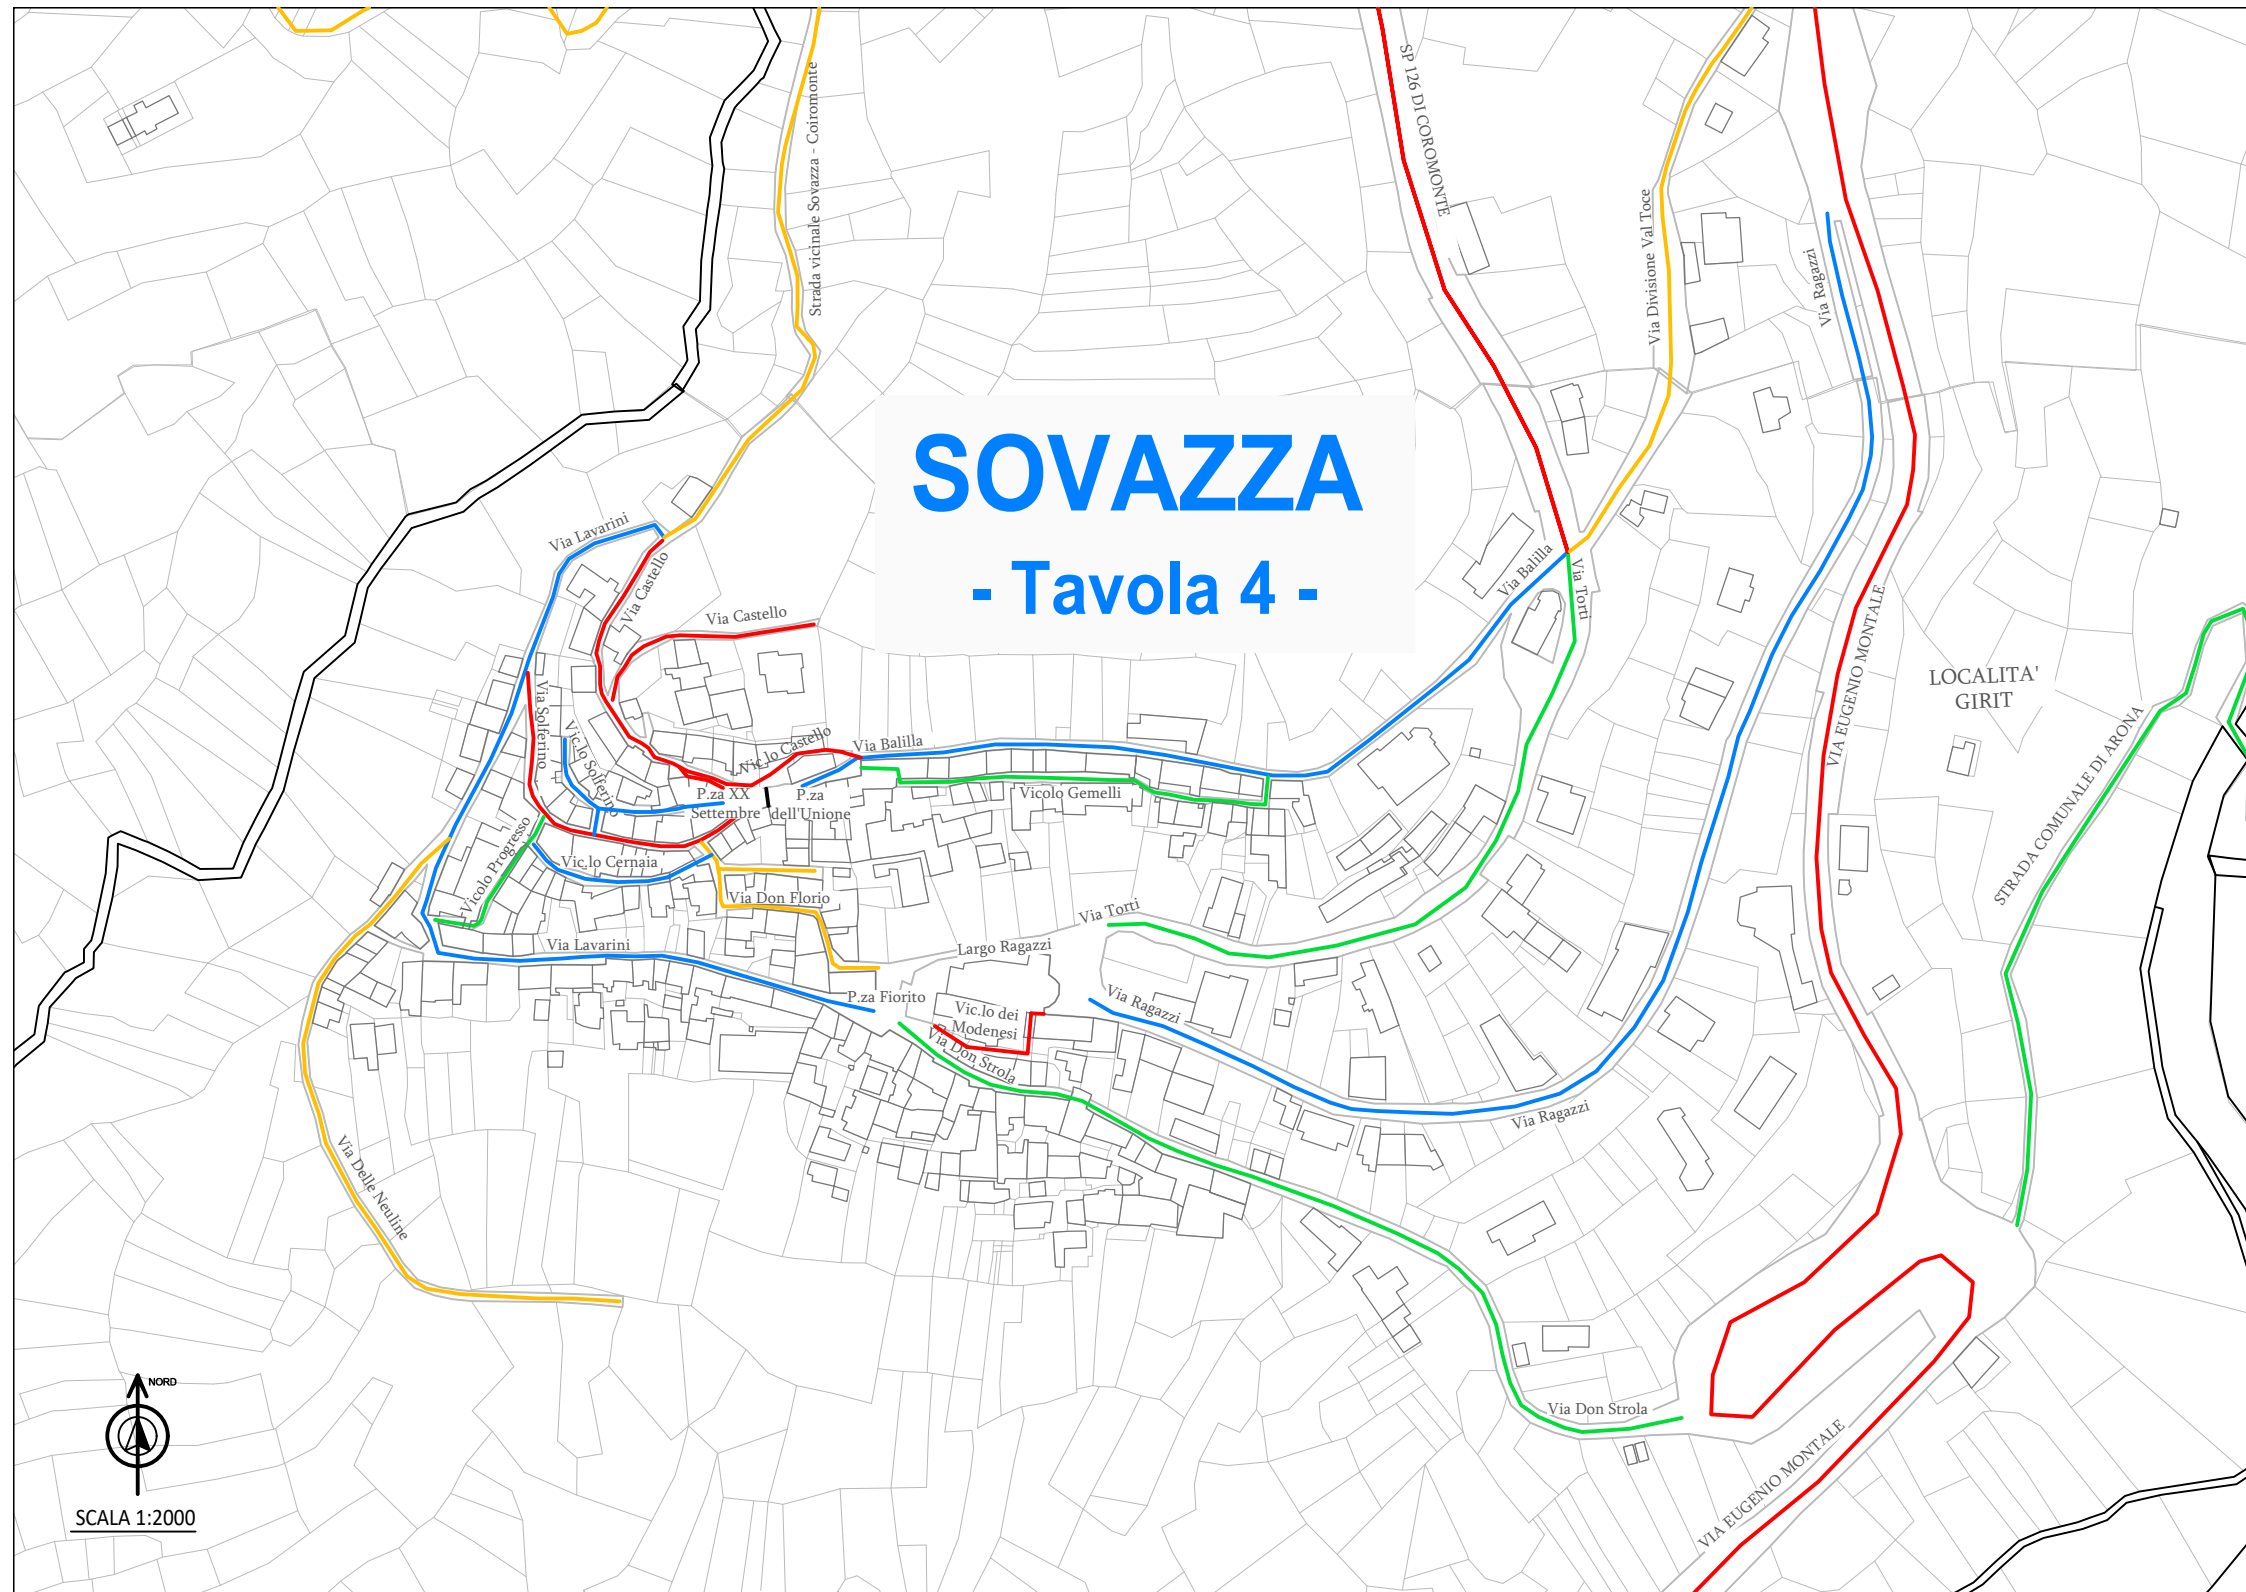 SP 126 DI COROMONTE
Strada vicinale Sovazza - Coiromonte
Via Divisione Val Toce
Via Ragazzi
SOVAZZA
- Tavola 4 -
Via Lavarini
Via Castello
Via Castello
Via Balilla
Via Torti
VIA EUGENIO MONTALE
LOCALITA'
GIRIT
STRADA COMUNALE DI ARONA
Via Solferino
Vic.lo Solferino
Vic.lo Castello
Via Balilla
P.za XX
Settembre
P.za
dell'Unione
Vicolo Gemelli
Vicolo Progresso
Vic.lo Cernaia
Via Don Florio
Via Torti
Via Lavarini
Largo Ragazzi
P.za Fiorito
Vic.lo dei
Modenesi
Via Ragazzi
Via Don Strola
Via Ragazzi
Via Delle Neuline
Via Don Strola
VIA EUGENIO MONTALE
NORD
SCALA 1:2000